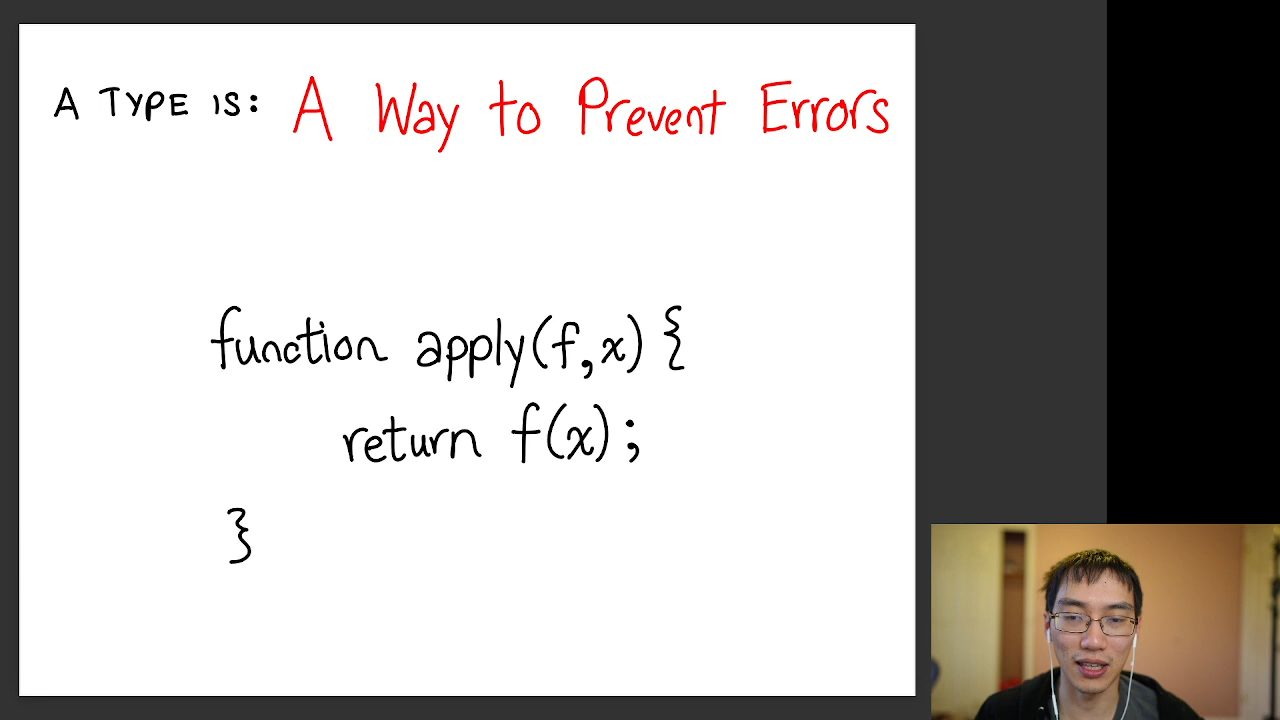 A TYPE IS: A Way to Prevent Errors
function apply(f,x) {
return f(x);
}